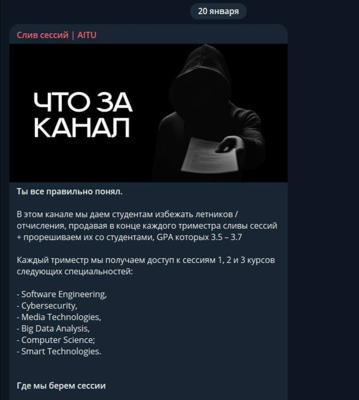 20 января
Слив сессий | AITU
ЧТО ЗА
КАНАЛ
Ты все правильно понял.
В этом канале мы даем студентам избежать летников /
отчисления, продавая в конце каждого триместра сливы сессий
+ прорешиваем их со студентами, GPA которых 3.5 – 3.7
Каждый триместр мы получаем доступ к сессиям 1, 2 и 3 курсов
следующих специальностей:
- Software Engineering,
- Cybersecurity,
- Media Technologies,
- Big Data Analysis,
- Computer Science;
- Smart Technologies.
Где мы берем сессии